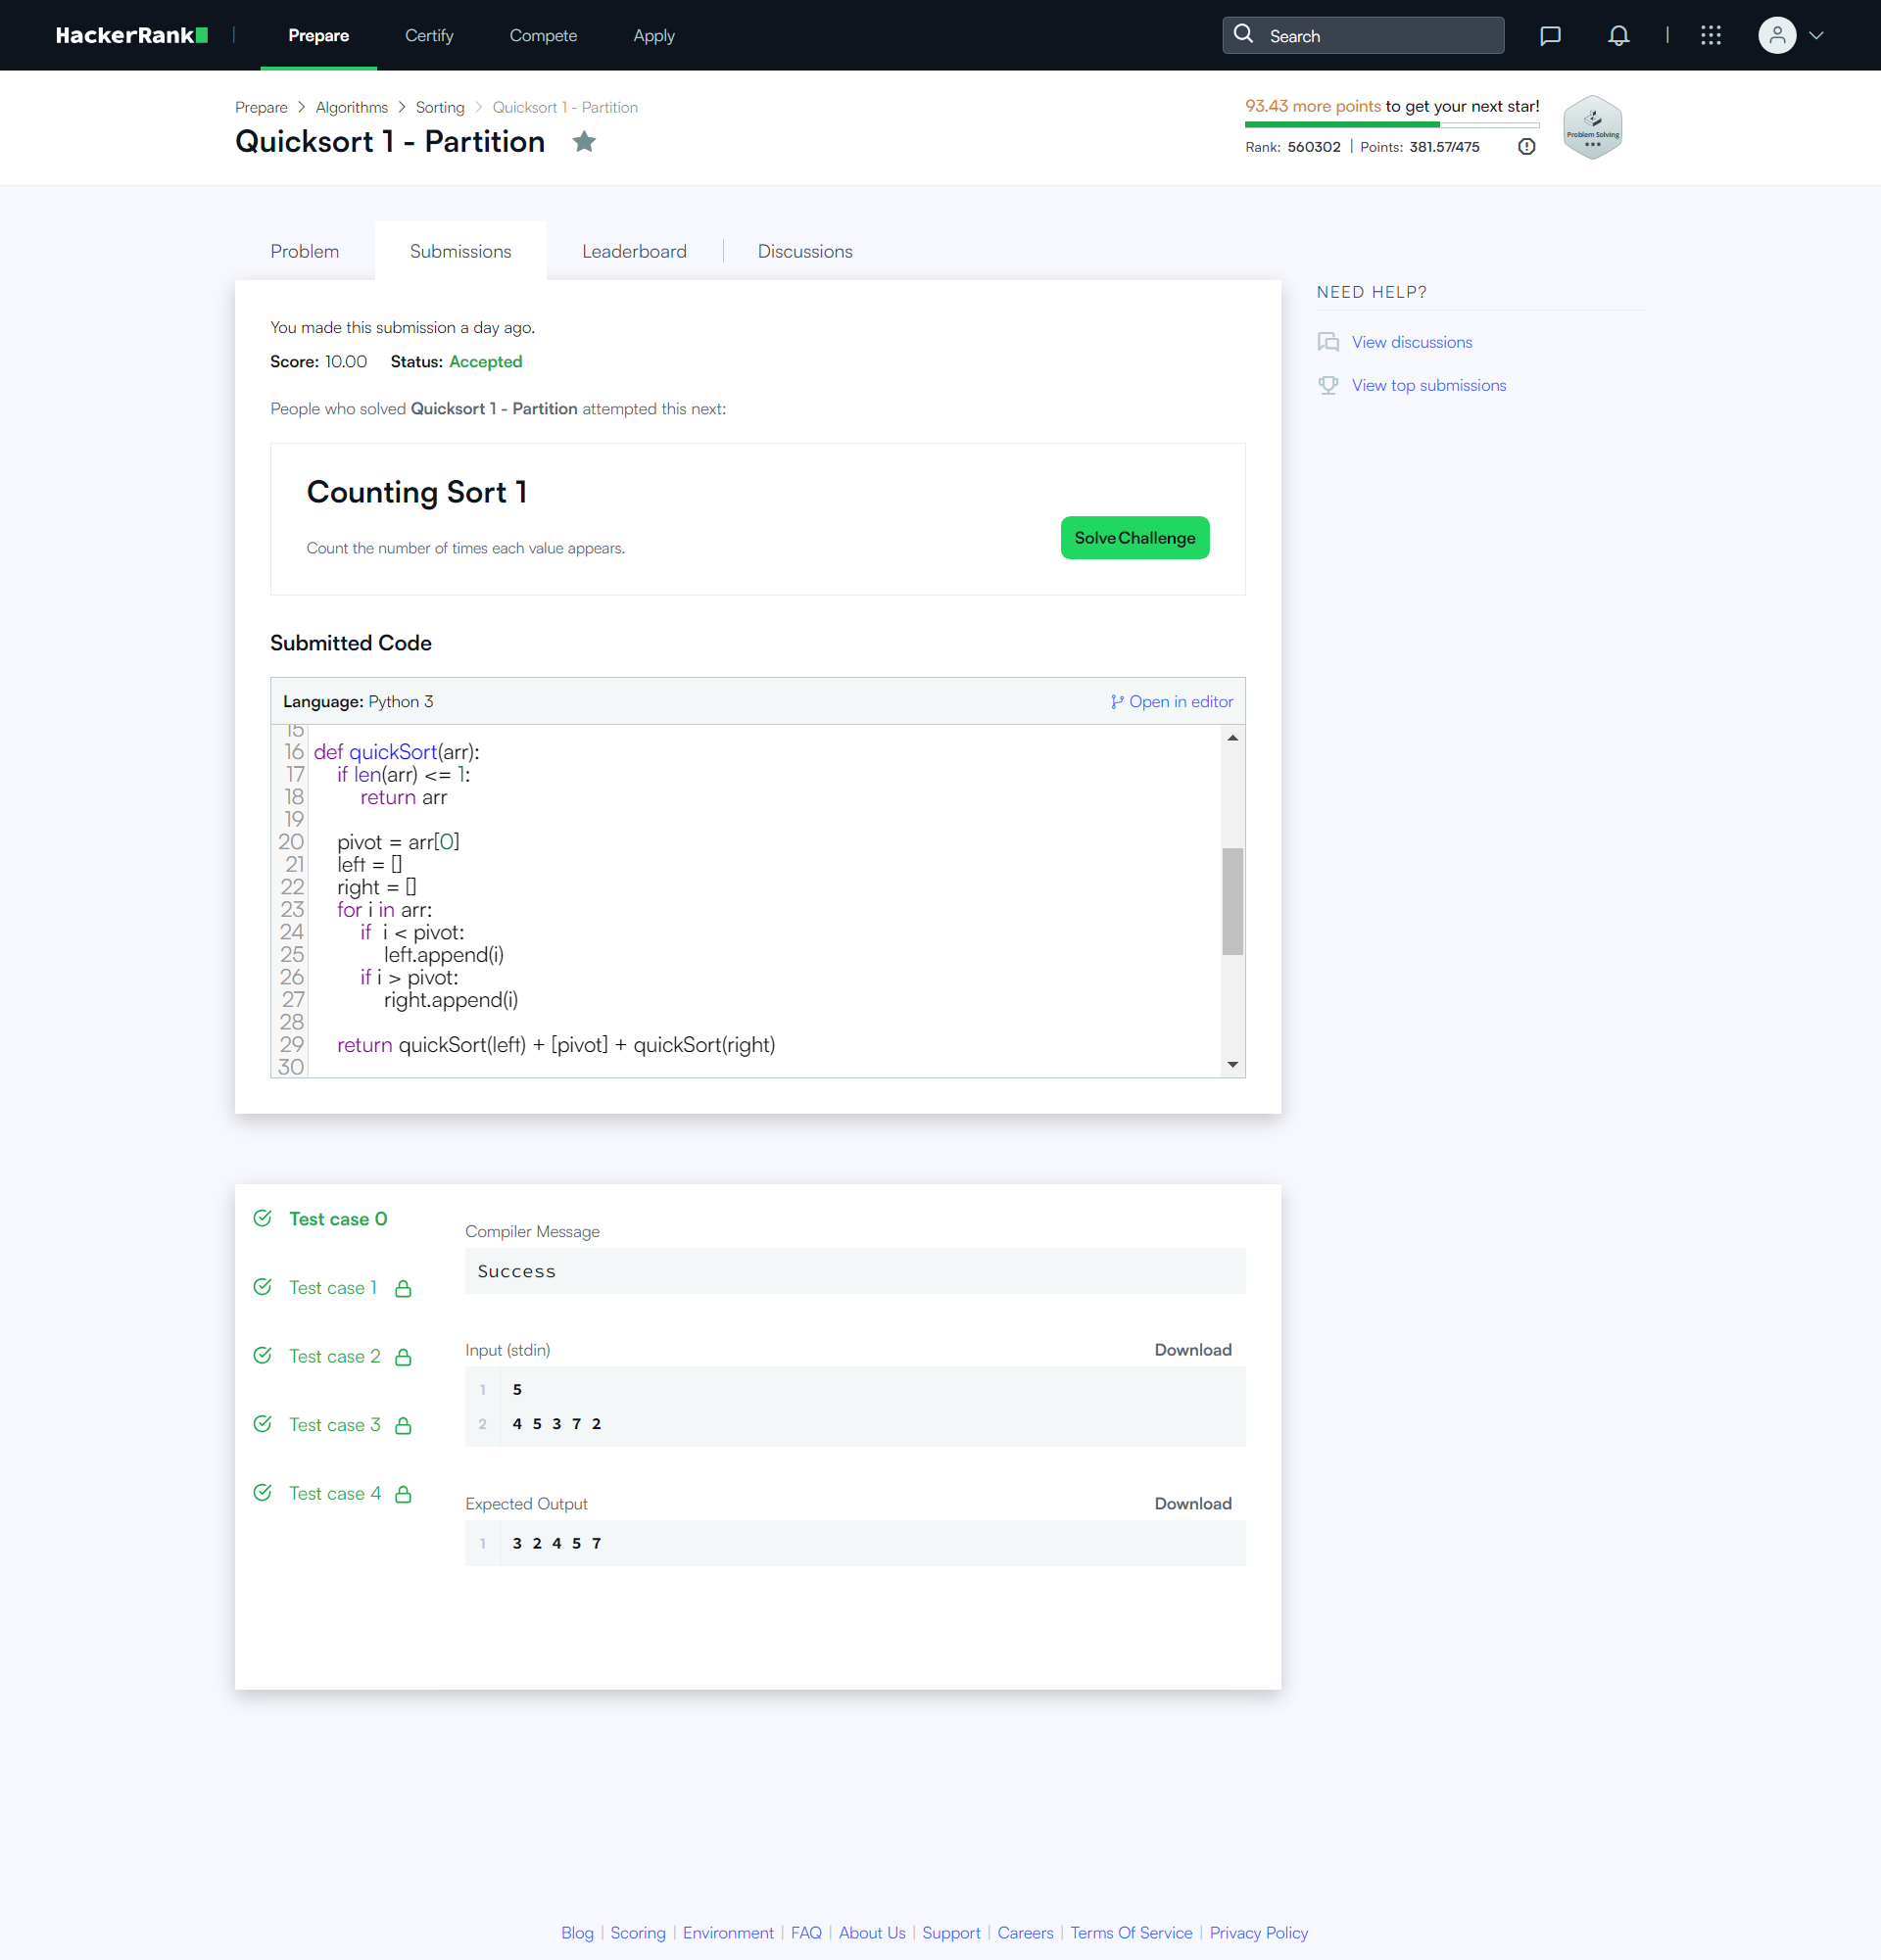 HackerRank
Prepare
Certify
Compete
Apply
Search
Prepare > Algorithms > Sorting > Quicksort 1 - Partition
Quicksort 1 - Partition
93.43 more points to get your next star!
Rank: 560302 | Points: 381.57/475
Problem Solving
Problem
Submissions
Leaderboard
Discussions
You made this submission a day ago.
Score: 10.00 Status: Accepted
People who solved Quicksort 1 - Partition attempted this next:
Counting Sort 1
Count the number of times each value appears.
Solve Challenge
Submitted Code
Language: Python 3
Open in editor
15
16 def quickSort(arr):
17     if len(arr) <= 1:
18         return arr
19
20     pivot = arr[0]
21     left = []
22     right = []
23     for i in arr:
24         if  i < pivot:
25             left.append(i)
26         if i > pivot:
27             right.append(i)
28
29     return quickSort(left) + [pivot] + quickSort(right)
30
NEED HELP?
View discussions
View top submissions
Test case 0
Test case 1
Test case 2
Test case 3
Test case 4
Compiler Message
Success
Input (stdin)
Download
1 5
2 4 5 3 7 2
Expected Output
Download
1 3 2 4 5 7
Blog | Scoring | Environment | FAQ | About Us | Support | Careers | Terms Of Service | Privacy Policy